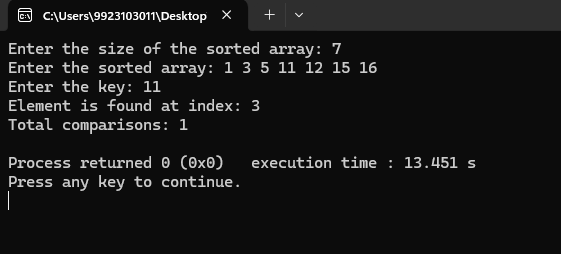 C:\Users\9923103011\Desktop
Enter the size of the sorted array: 7
Enter the sorted array: 1 3 5 11 12 15 16
Enter the key: 11
Element is found at index: 3
Total comparisons: 1
Process returned 0 (0x0)   execution time : 13.451 s
Press any key to continue.